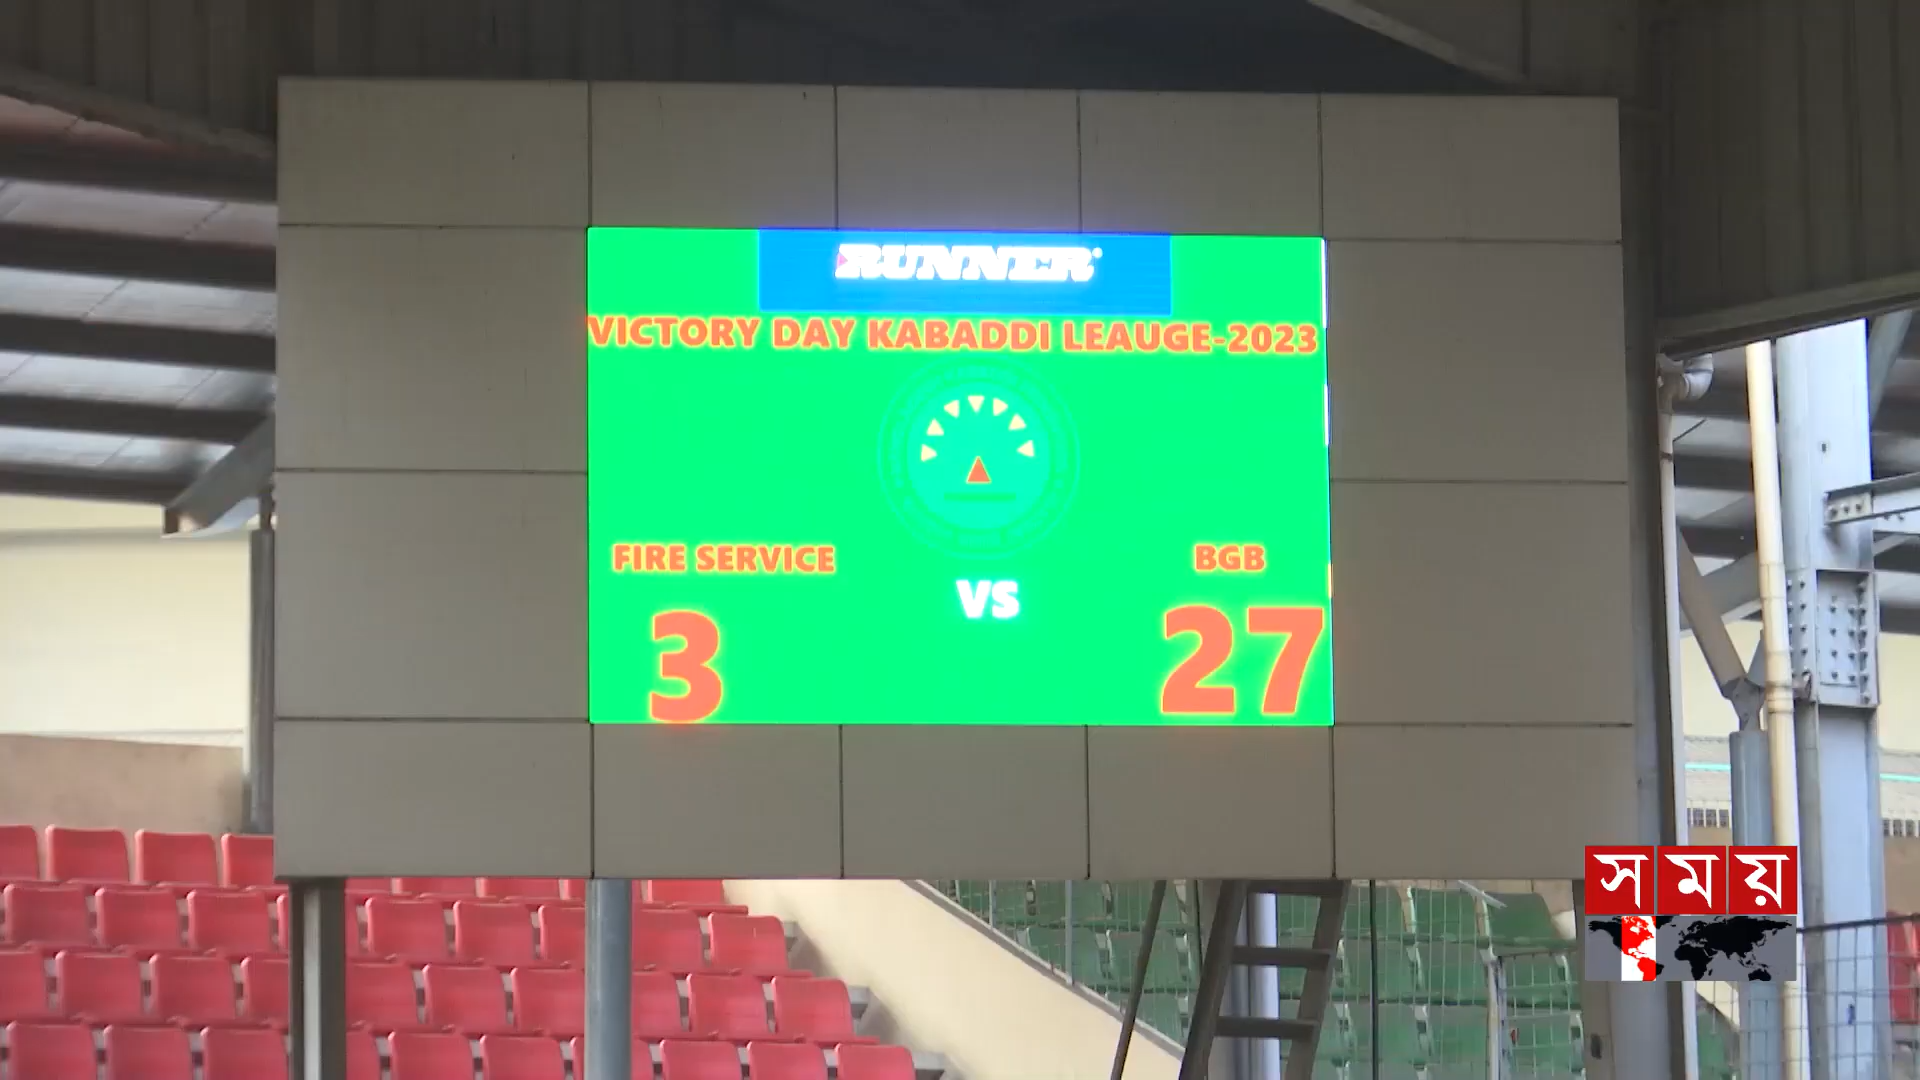 RUNNER
VICTORY DAY KABADDI LEAUGE-2023
FIRE SERVICE
BGB
VS
3
27
সময়